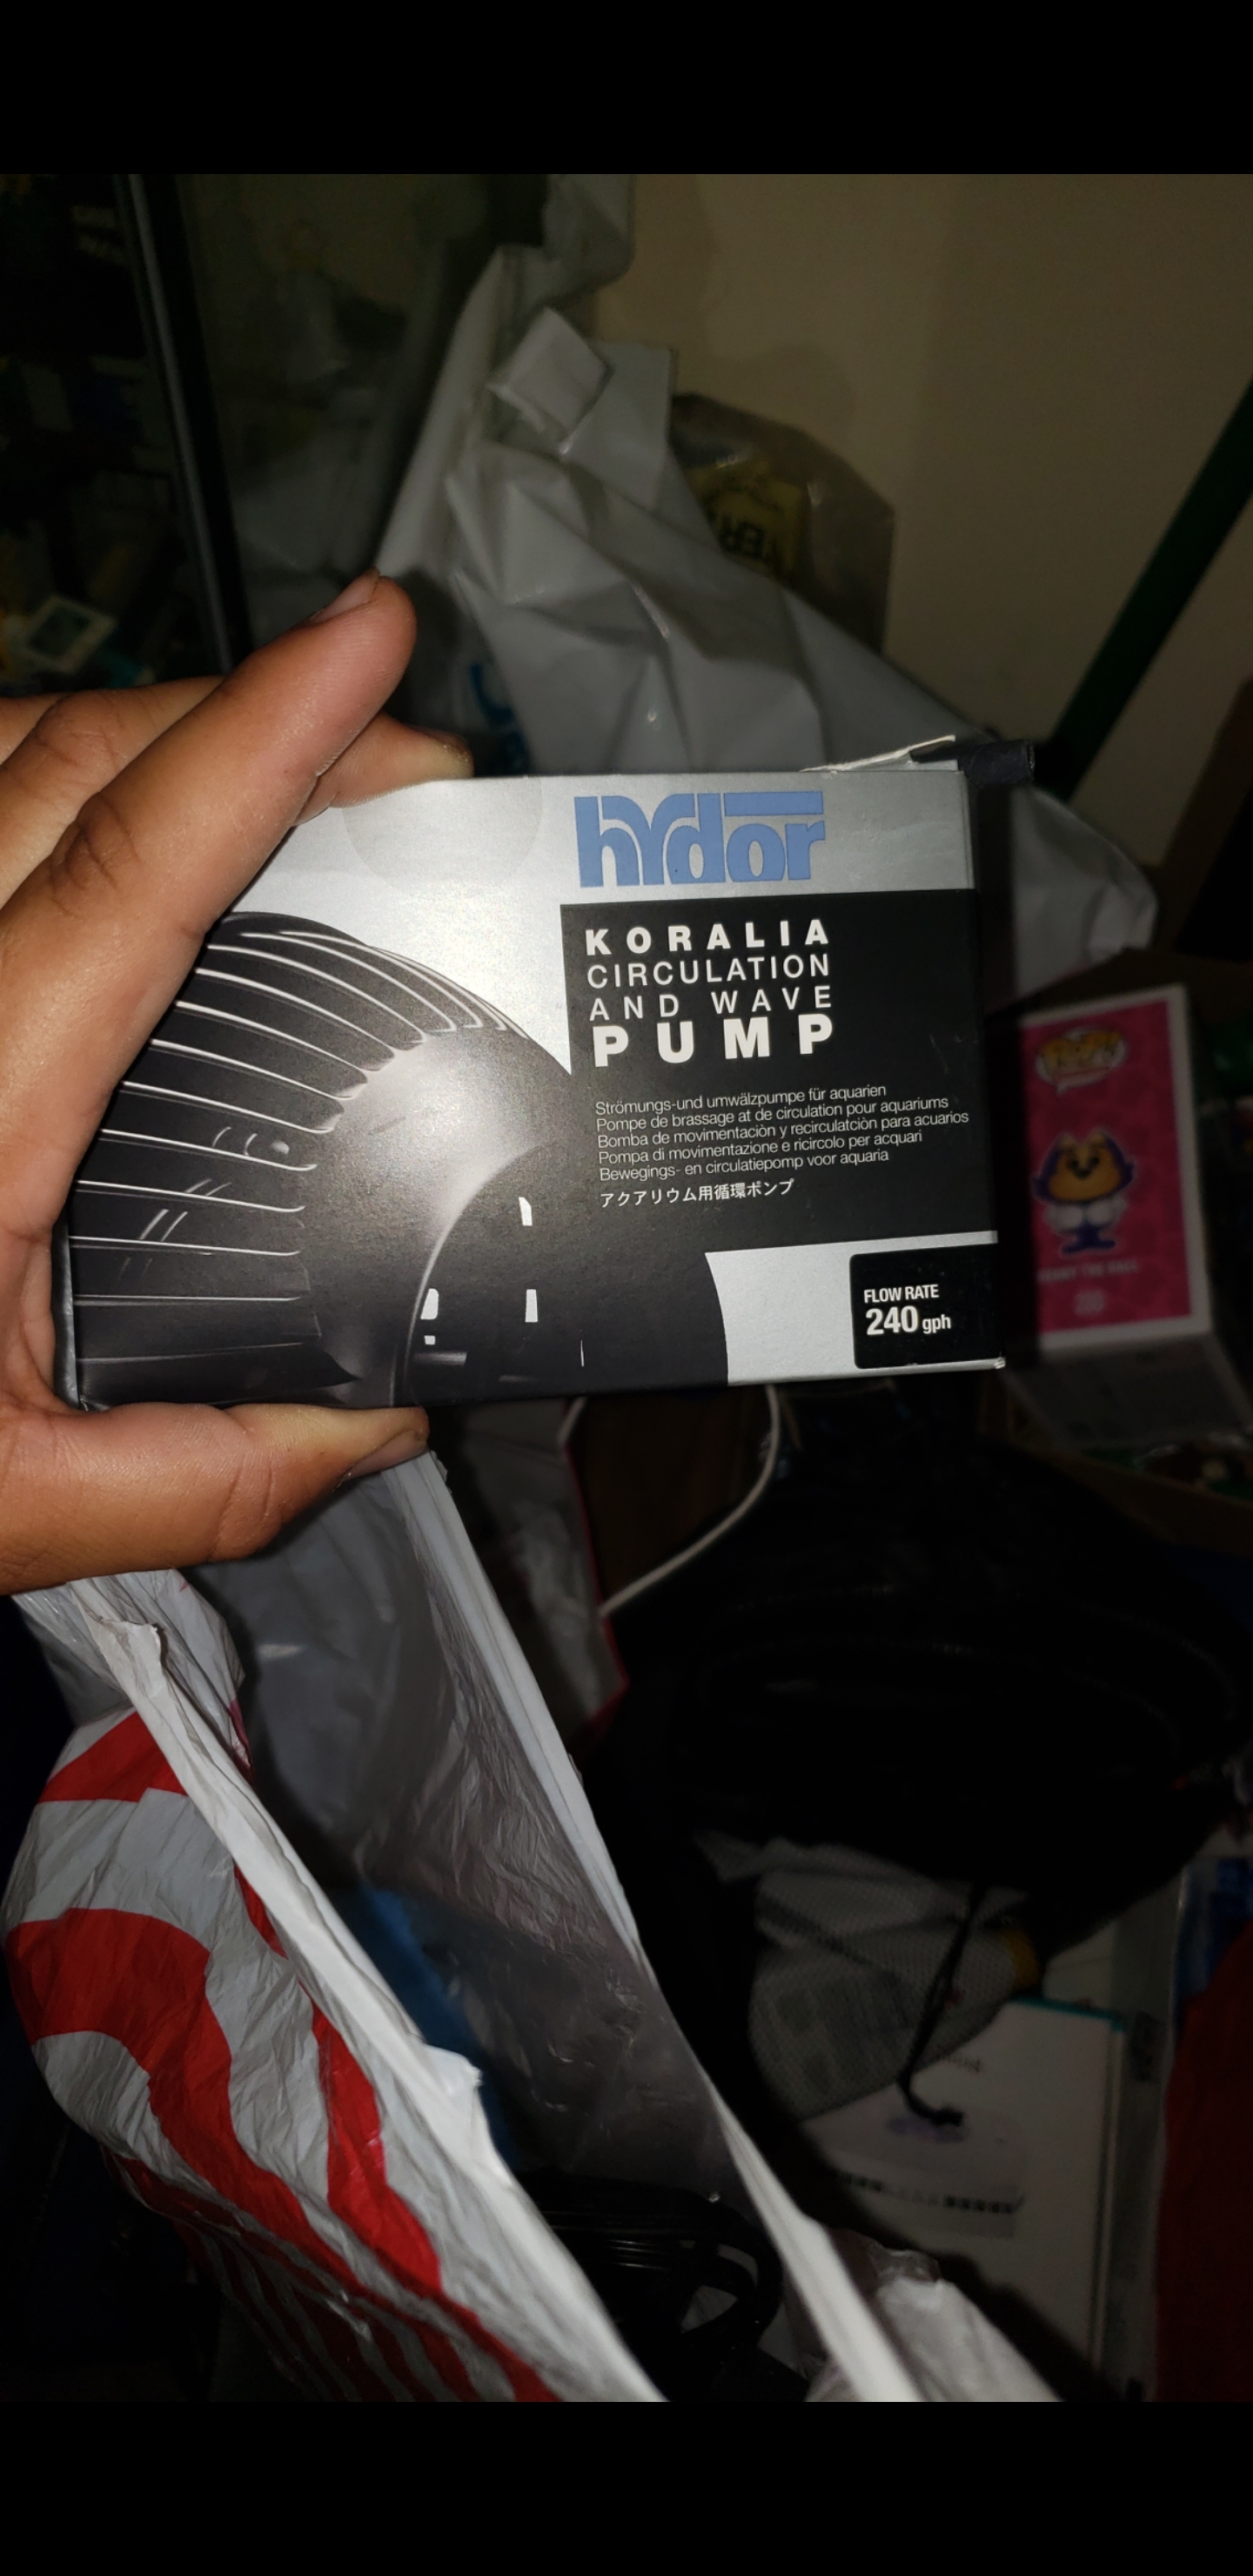 hydor
KORALIA
CIRCULATION
AND WAVE
PUMP
Strömungs-und umwälzpumpe für aquarien
Pompe de brassage at de circulation pour aquariums
Bomba de movimentaciòn y recirculatciòn para acuarios
Pompa di movimentazione e ricircolo per acquari
Bewegings- en circulatiepomp voor aquaria
アクアリウム用循環ポンプ
FLOW RATE
240 gph
POP!